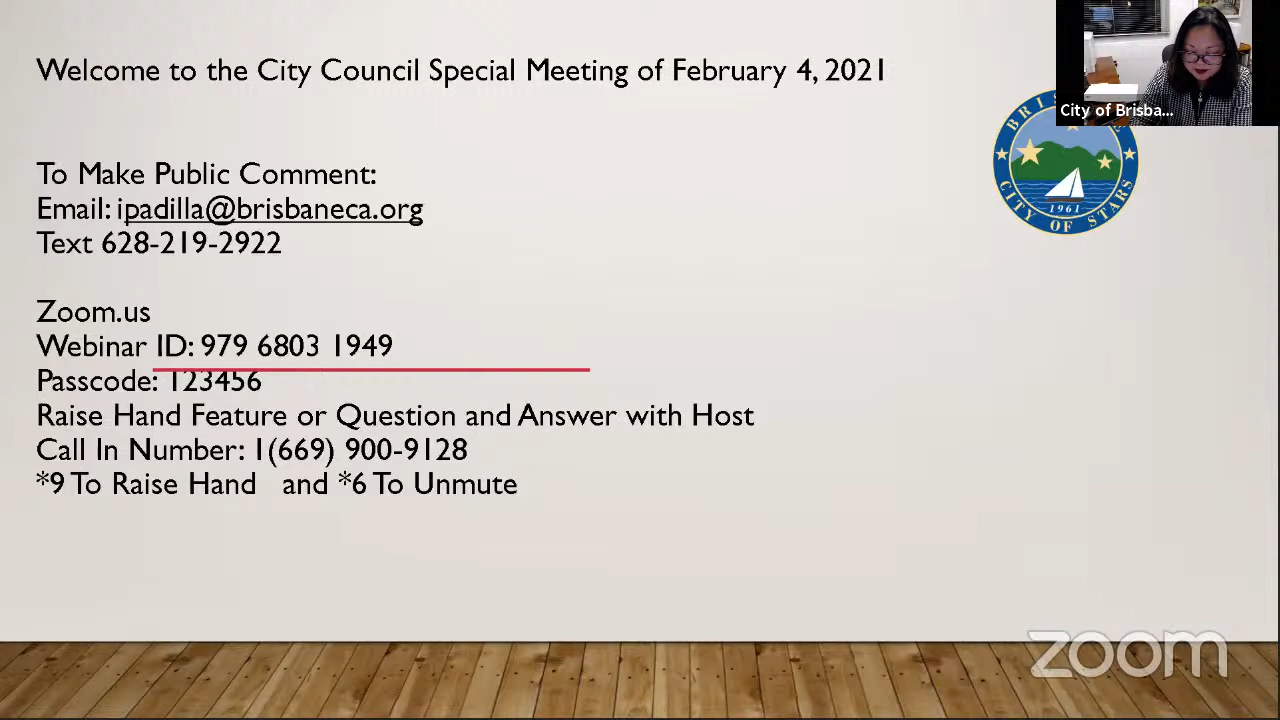 Welcome to the City Council Special Meeting of February 4, 2021
City of Brisba...
To Make Public Comment:
Email: ipadilla@brisbaneca.org
Text 628-219-2922
Zoom.us
Webinar ID: 979 6803 1949
Passcode: 123456
Raise Hand Feature or Question and Answer with Host
Call In Number: 1(669) 900-9128
*9 To Raise Hand and *6 To Unmute
BRIS
1961
CITY OF STARS
zoom